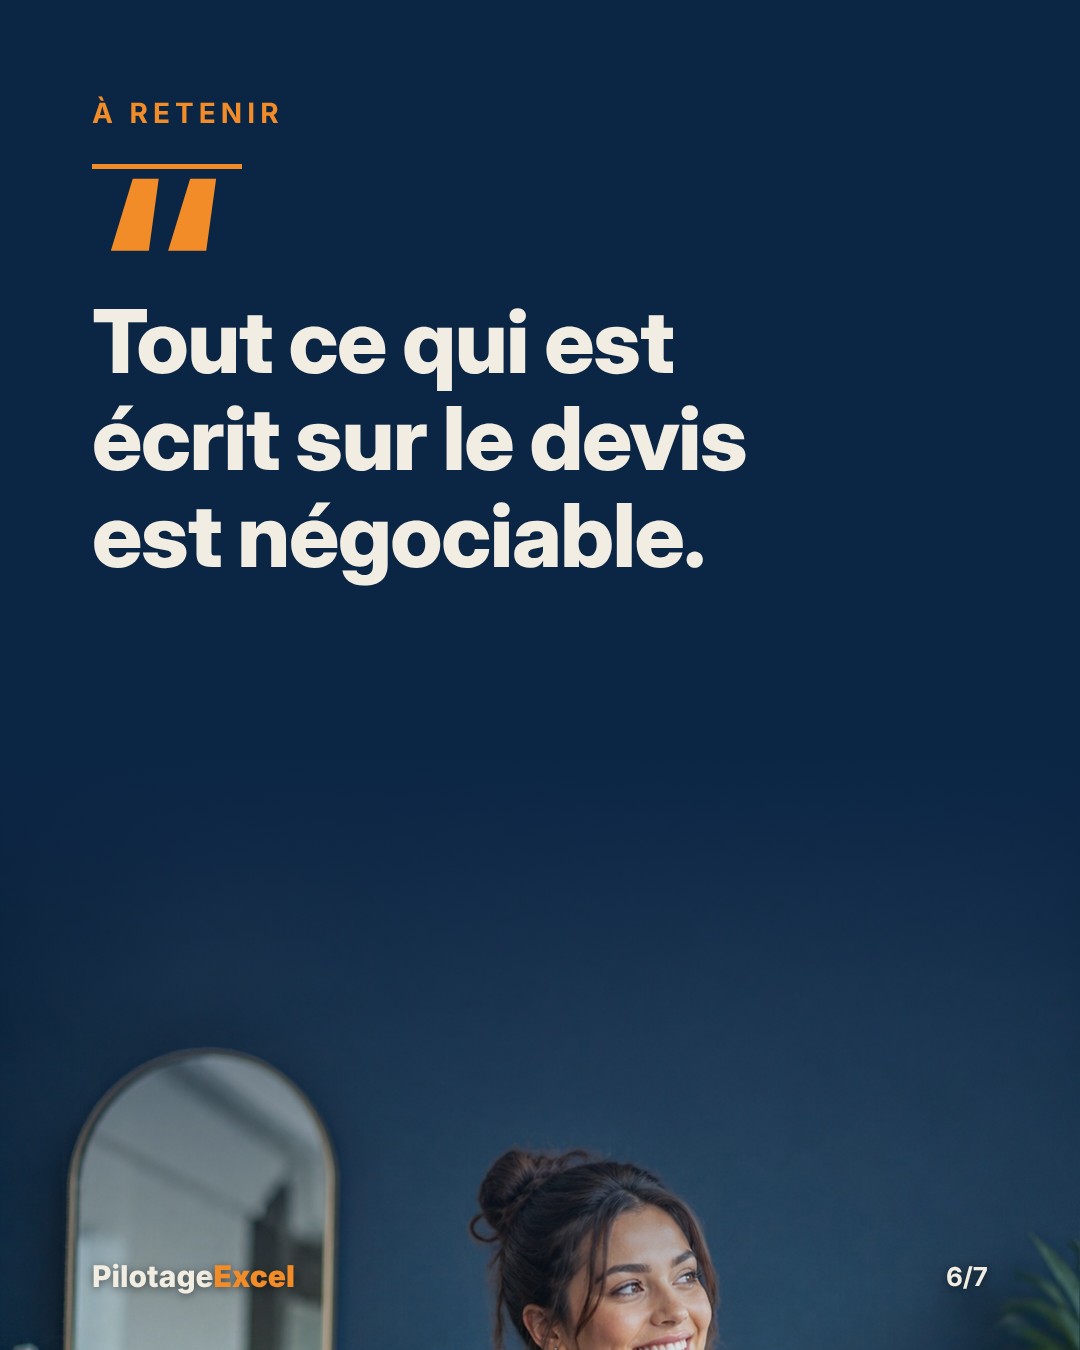 À RETENIR
"
Tout ce qui est
écrit sur le devis
est négociable.
PilotageExcel
6/7